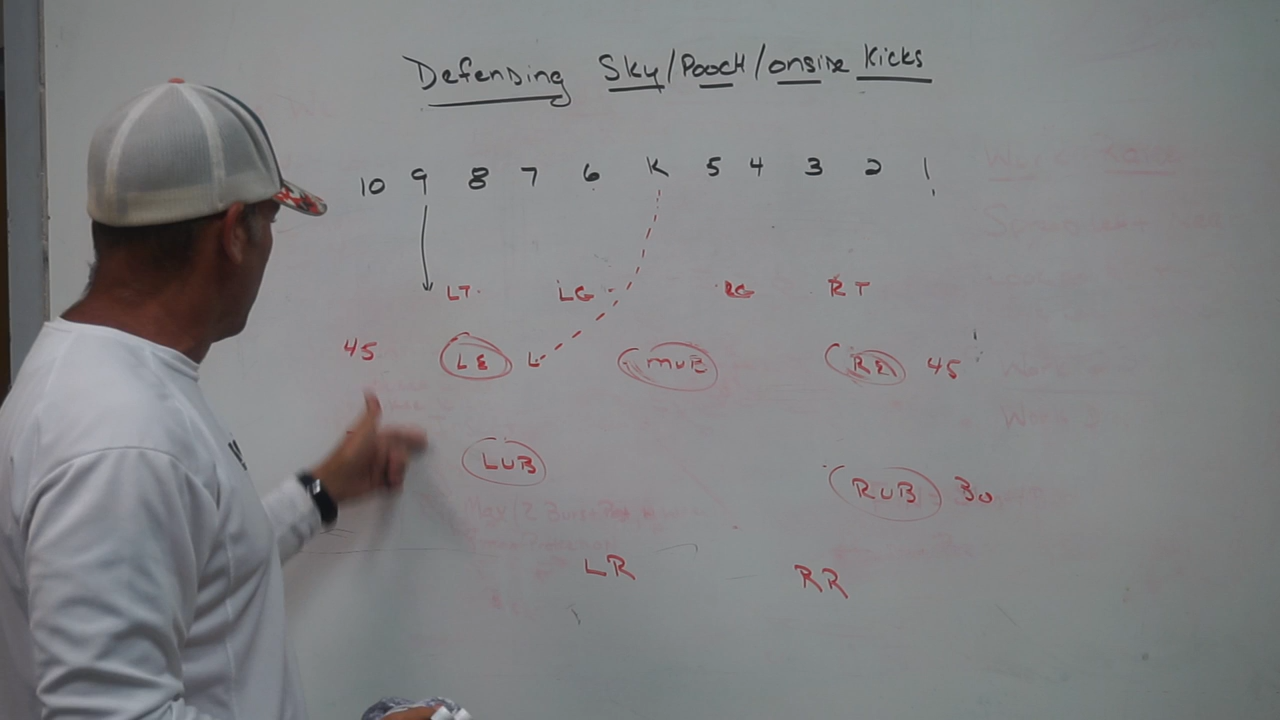 Defending Sky/Pooch/onside Kicks
10 9 8 7 6 K 5 4 3 2 1
LT LG RG RT
45 LE L MUB RE 45
LUB RUB 30
LR RR